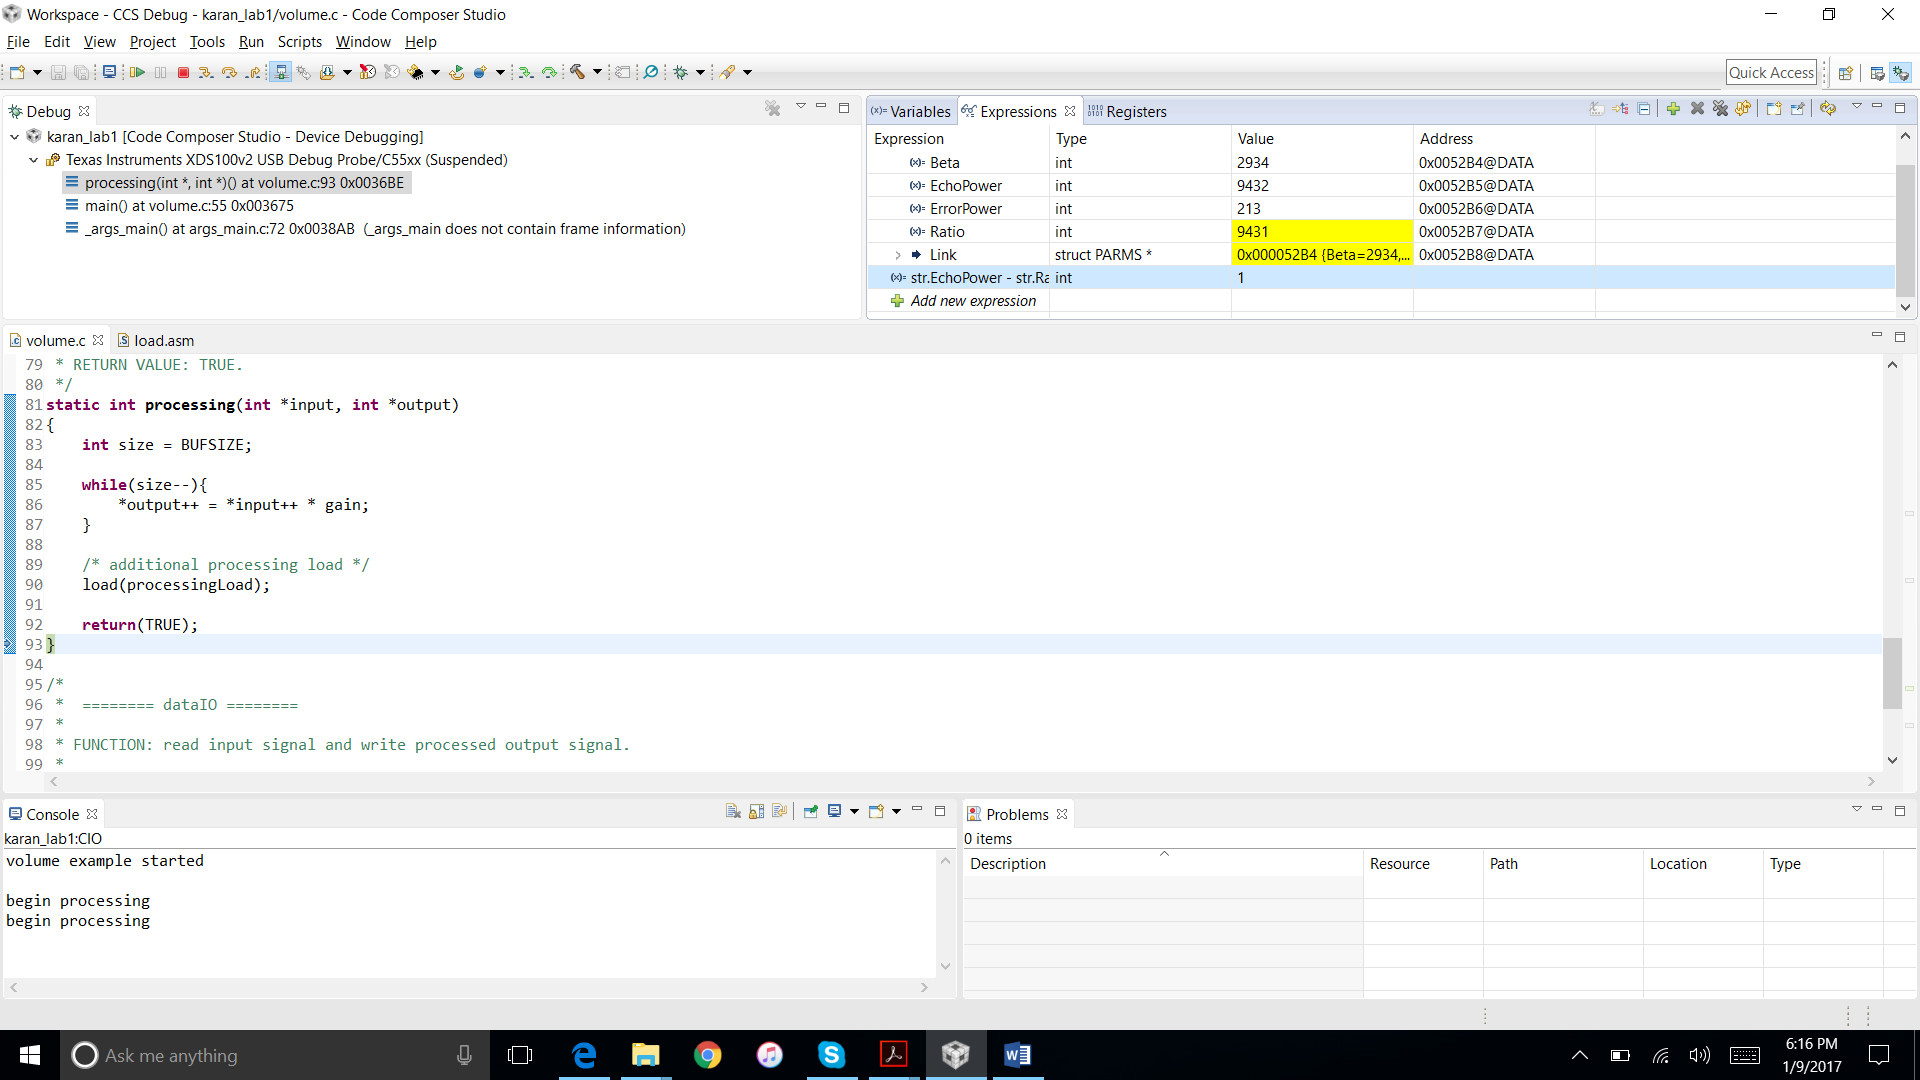 Workspace - CCS Debug - karan_lab1/volume.c - Code Composer Studio
File Edit View Project Tools Run Scripts Window Help
Quick Access
Debug
karan_lab1 [Code Composer Studio - Device Debugging]
Texas Instruments XDS100v2 USB Debug Probe/C55xx (Suspended)
processing(int *, int *)() at volume.c:93 0x0036BE
main() at volume.c:55 0x003675
_args_main() at args_main.c:72 0x0038AB (_args_main does not contain frame information)
(x)= Variables Expressions Registers
Expression Type Value Address
(x)= Beta int 2934 0x0052B4@DATA
(x)= EchoPower int 9432 0x0052B5@DATA
(x)= ErrorPower int 213 0x0052B6@DATA
(x)= Ratio int 9431 0x0052B7@DATA
Link struct PARMS * 0x000052B4 {Beta=2934,... 0x0052B8@DATA
(x)= str.EchoPower - str.Ra int 1
Add new expression
volume.c load.asm
79 * RETURN VALUE: TRUE.
80 */
81 static int processing(int *input, int *output)
82 {
83 int size = BUFSIZE;
84
85 while(size--){
86 *output++ = *input++ * gain;
87 }
88
89 /* additional processing load */
90 load(processingLoad);
91
92 return(TRUE);
93 }
94
95 /*
96 * ======== dataIO ========
97 *
98 * FUNCTION: read input signal and write processed output signal.
99 *
Console
karan_lab1:CIO
volume example started
begin processing
begin processing
Problems
0 items
Description Resource Path Location Type
Ask me anything
6:16 PM
1/9/2017